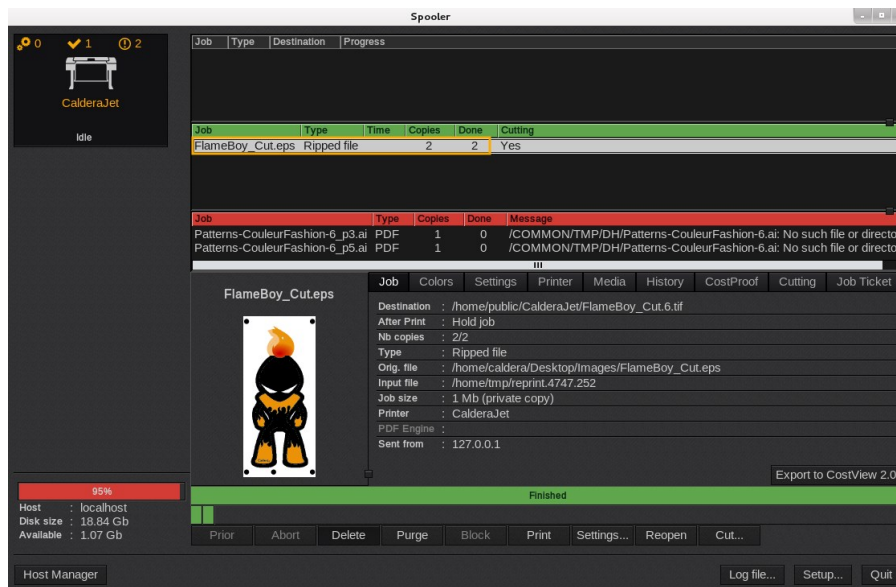 Spooler
0 1 2
CalderaJet
Idle
Job Type Destination Progress
Job Type Time Copies Done Cutting
FlameBoy_Cut.eps Ripped file 2 2 Yes
Job Type Copies Done Message
Patterns-CouleurFashion-6_p3.ai PDF 1 0 /COMMON/TMP/DH/Patterns-CouleurFashion-6.ai: No such file or directo
Patterns-CouleurFashion-6_p5.ai PDF 1 0 /COMMON/TMP/DH/Patterns-CouleurFashion-6.ai: No such file or directo
FlameBoy_Cut.eps
Job Colors Settings Printer Media History CostProof Cutting Job Ticket
Destination : /home/public/CalderaJet/FlameBoy_Cut.6.tif
After Print : Hold job
Nb copies : 2/2
Type : Ripped file
Orig. file : /home/caldera/Desktop/Images/FlameBoy_Cut.eps
Input file : /home/tmp/reprint.4747.252
Job size : 1 Mb (private copy)
Printer : CalderaJet
PDF Engine :
Sent from : 127.0.0.1
Export to CostView 2.0
95%
Host : localhost
Disk size : 18.84 Gb
Available : 1.07 Gb
Finished
Prior Abort Delete Purge Block Print Settings... Reopen Cut...
Host Manager Log file... Setup... Quit